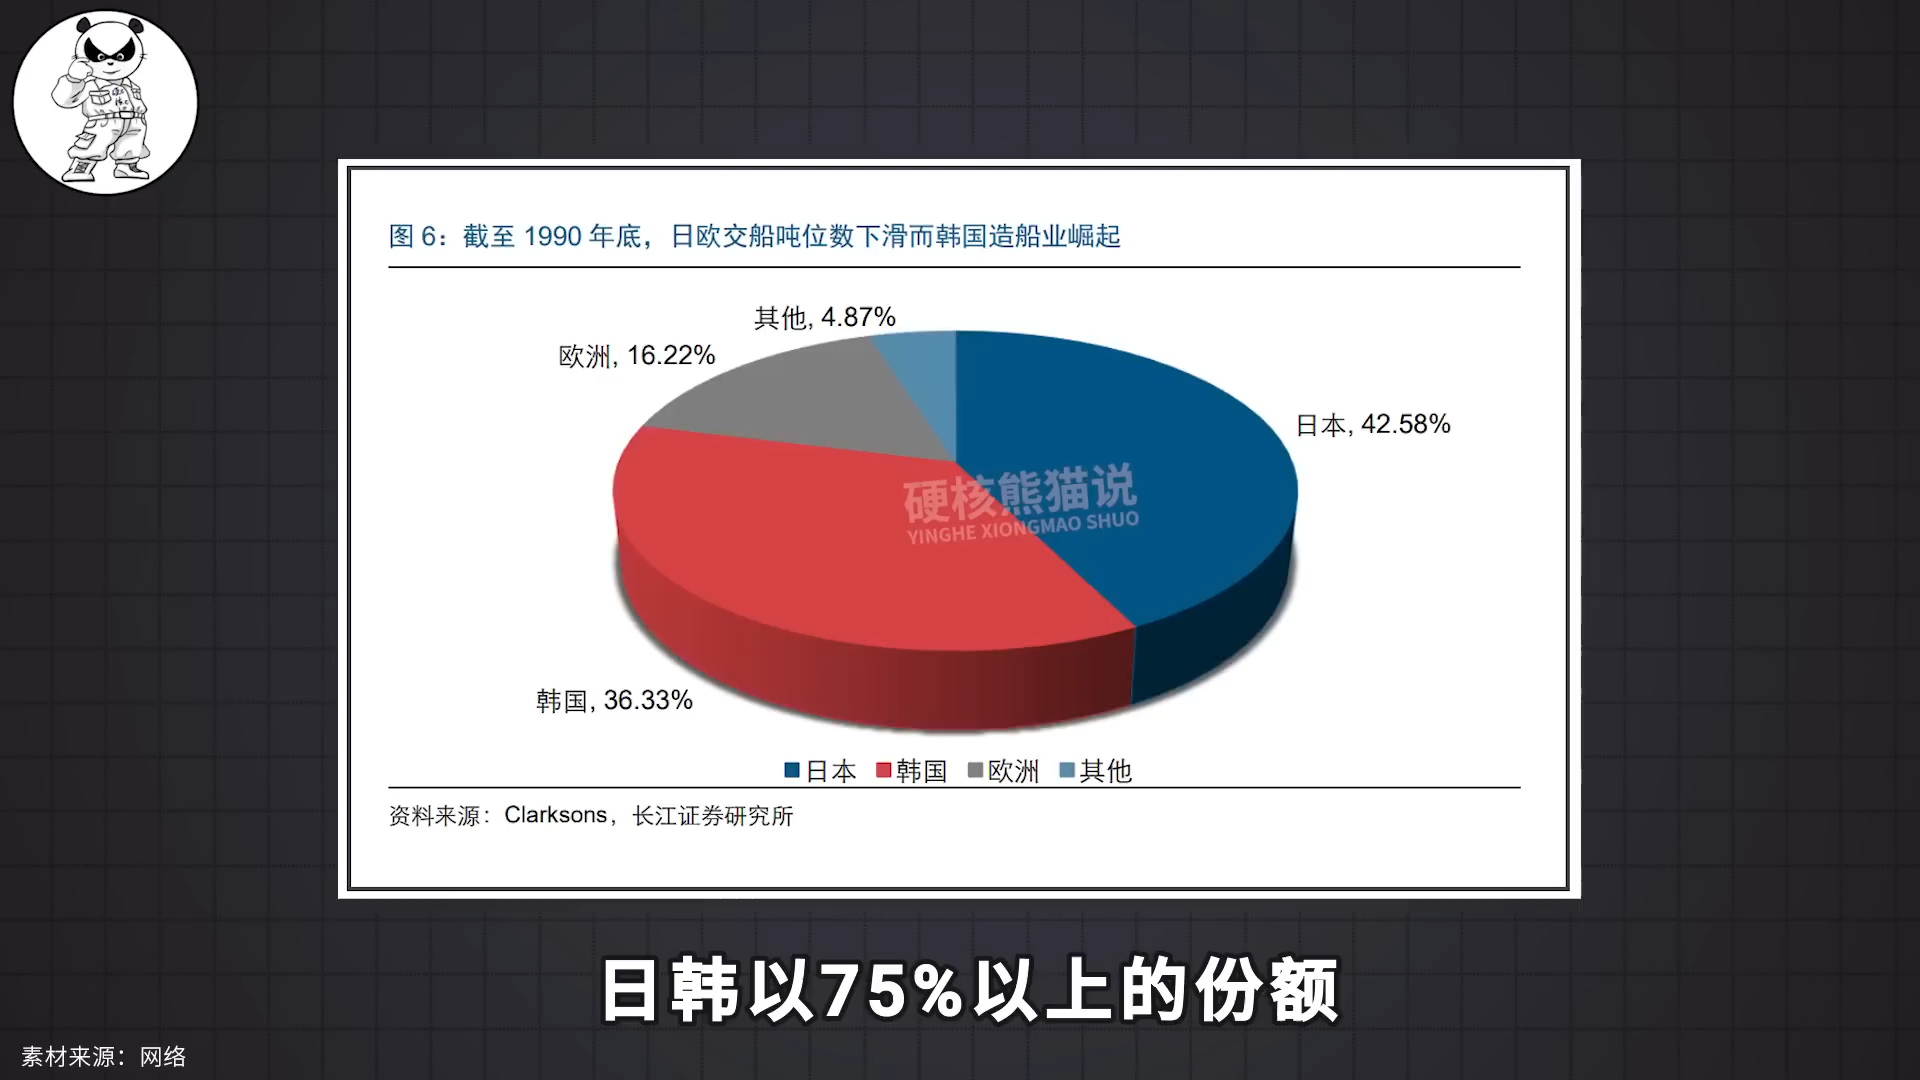 图 6：截至 1990 年底，日欧交船吨位数下滑而韩国造船业崛起
其他, 4.87%
欧洲, 16.22%
日本, 42.58%
硬核熊猫说
YINGHE XIONGMAO SHUO
韩国, 36.33%
日本 韩国 欧洲 其他
资料来源：Clarksons，长江证券研究所
日韩以75%以上的份额
素材来源：网络